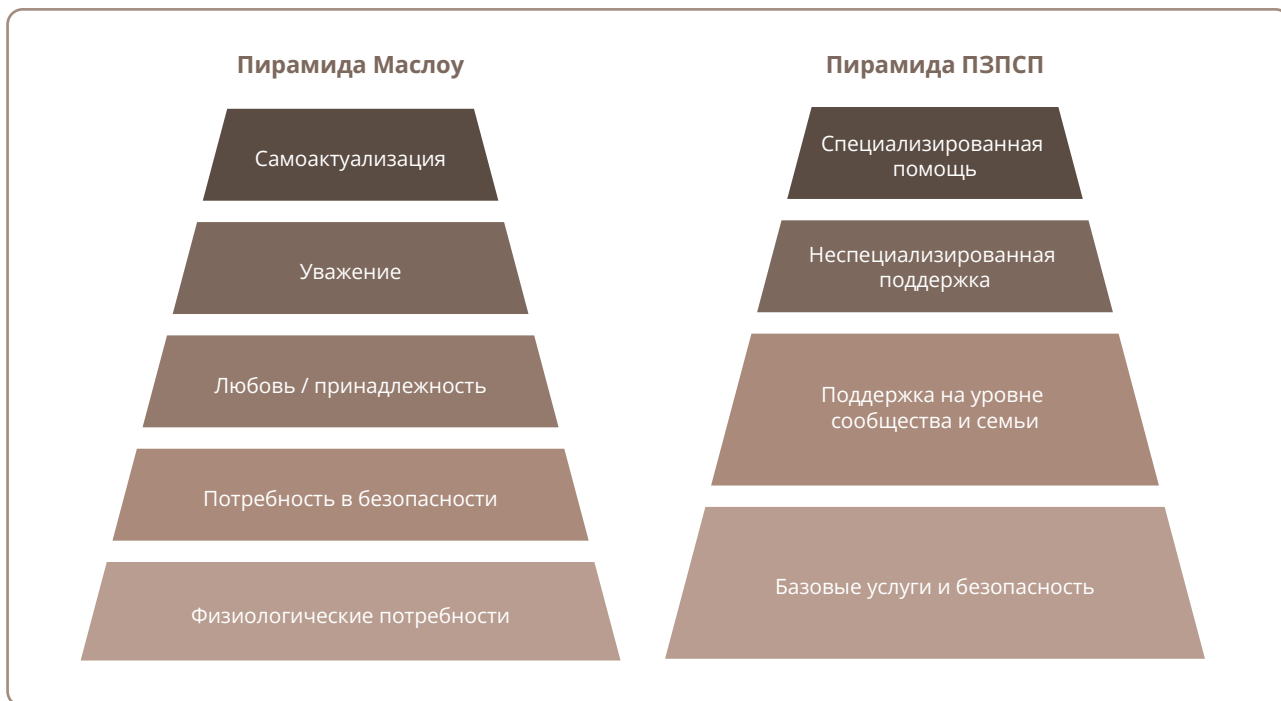 Пирамида Маслоу
Самоактуализация
Уважение
Любовь / принадлежность
Потребность в безопасности
Физиологические потребности
Пирамида ПЗПСП
Специализированная
помощь
Неспециализированная
поддержка
Поддержка на уровне
сообщества и семьи
Базовые услуги и безопасность